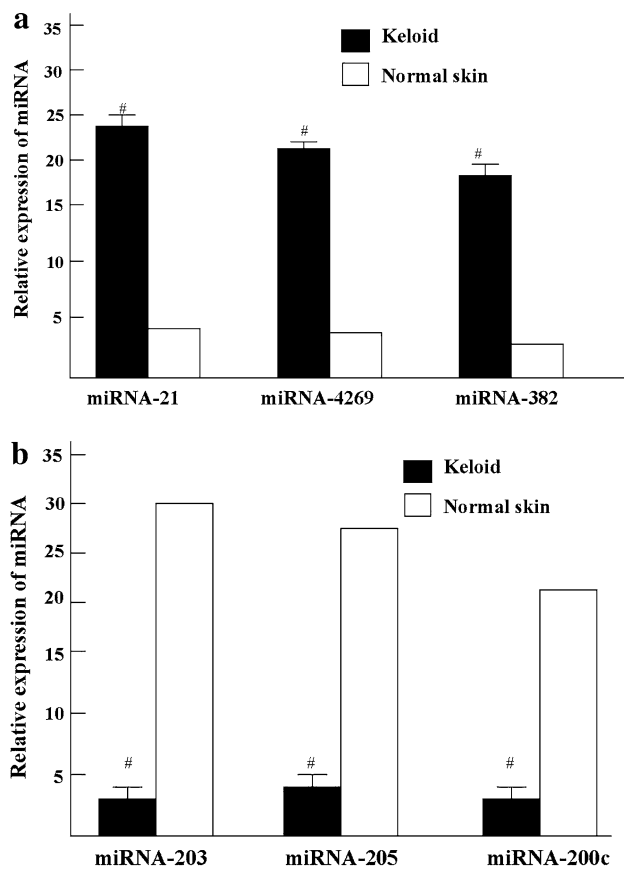 a
Relative expression of miRNA
35
30
25
20
15
10
5
Keloid
Normal skin
#
#
#
miRNA-21
miRNA-4269
miRNA-382
b
Relative expression of miRNA
35
30
25
20
15
10
5
Keloid
Normal skin
#
#
#
miRNA-203
miRNA-205
miRNA-200c